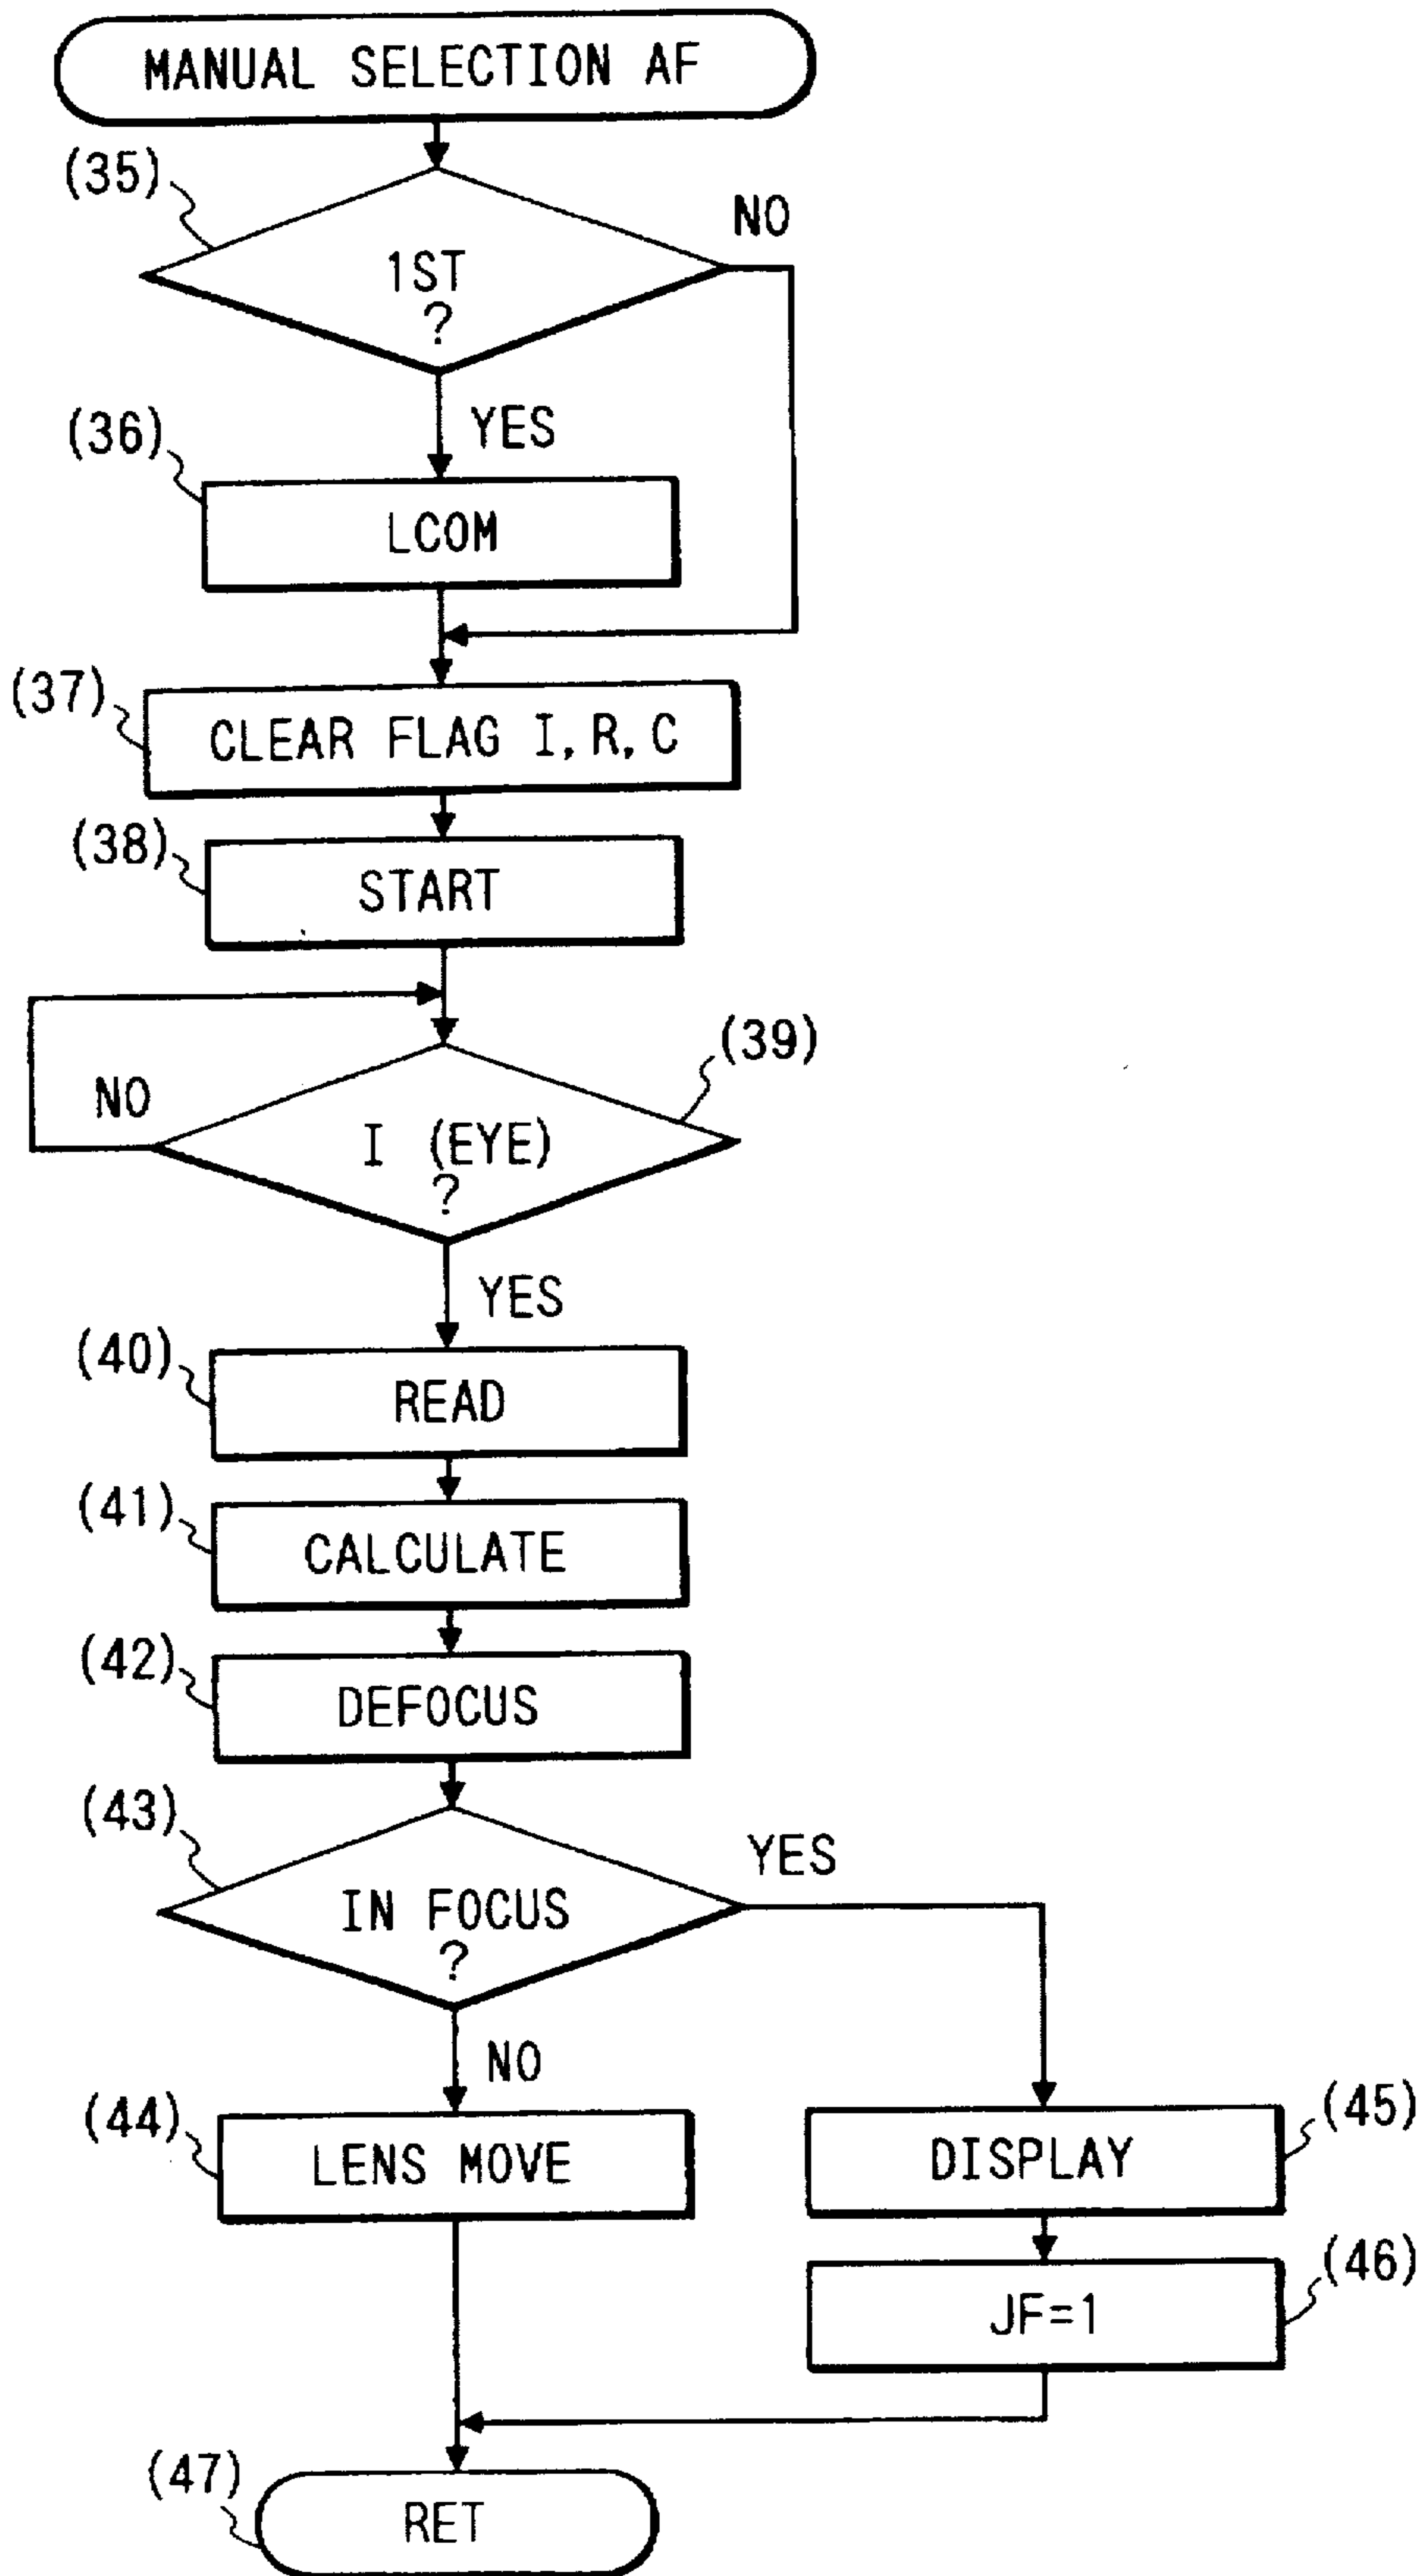 MANUAL SELECTION AF
(35)
NO
1ST
?
YES
(36)
LCOM
(37)
CLEAR FLAG I, R, C
(38)
START
(39)
NO
I (EYE)
?
YES
(40)
READ
(41)
CALCULATE
(42)
DEFOCUS
(43)
YES
IN FOCUS
?
NO
(44)
LENS MOVE
(45)
DISPLAY
(46)
JF=1
(47)
RET